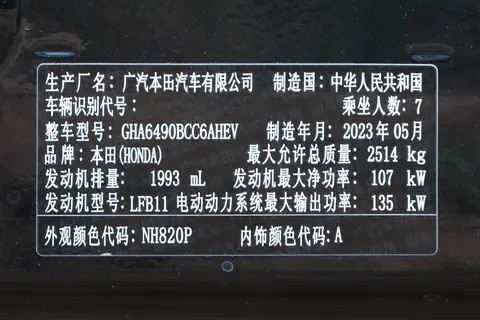 生产厂名：广汽本田汽车有限公司 制造国：中华人民共和国
车辆识别代号： 乘坐人数：7
整车型号：GHA6490BCC6AHEV 制造年月：2023年05月
品牌：本田(HONDA) 最大允许总质量：2514 kg
发动机排量： 1993 mL 发动机最大净功率：107 kW
发动机型号：LFB11 电动动力系统最大输出功率：135 kW
外观颜色代码：NH820P 内饰颜色代码：A